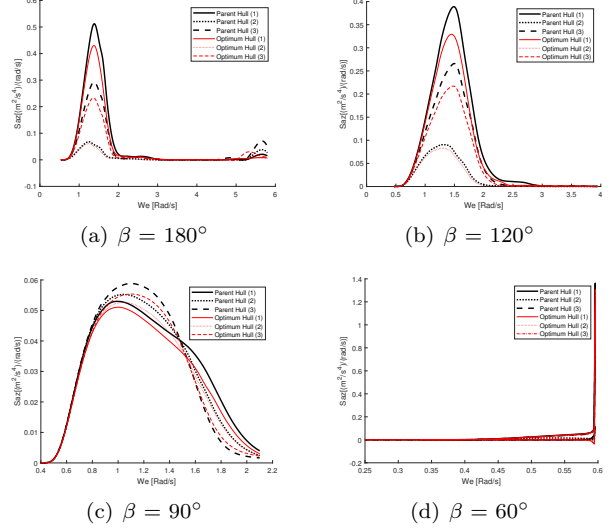 0.6
0.5
0.4
0.3
0.2
0.1
0
-0.1
0 1 2 3 4 5 6
Saz[(m²/s⁴)/(rad/s)]
We [Rad/s]
Parent Hull (1)
Parent Hull (2)
Parent Hull (3)
Optimum Hull (1)
Optimum Hull (2)
Optimum Hull (3)
(a) β = 180°
0.4
0.35
0.3
0.25
0.2
0.15
0.1
0.05
0
0 0.5 1 1.5 2 2.5 3 3.5 4
Saz[(m²/s⁴)/(rad/s)]
We [Rad/s]
Parent Hull (1)
Parent Hull (2)
Parent Hull (3)
Optimum Hull (1)
Optimum Hull (2)
Optimum Hull (3)
(b) β = 120°
0.06
0.05
0.04
0.03
0.02
0.01
0
0.4 0.6 0.8 1 1.2 1.4 1.6 1.8 2 2.2
Saz[(m²/s⁴)/(rad/s)]
We [Rad/s]
Parent Hull (1)
Parent Hull (2)
Parent Hull (3)
Optimum Hull (1)
Optimum Hull (2)
Optimum Hull (3)
(c) β = 90°
1.4
1.2
1
0.8
0.6
0.4
0.2
0
-0.2
0.25 0.3 0.35 0.4 0.45 0.5 0.55 0.6
Saz[(m²/s⁴)/(rad/s)]
We [Rad/s]
Parent Hull (1)
Parent Hull (2)
Parent Hull (3)
Optimum Hull (1)
Optimum Hull (2)
Optimum Hull (3)
(d) β = 60°